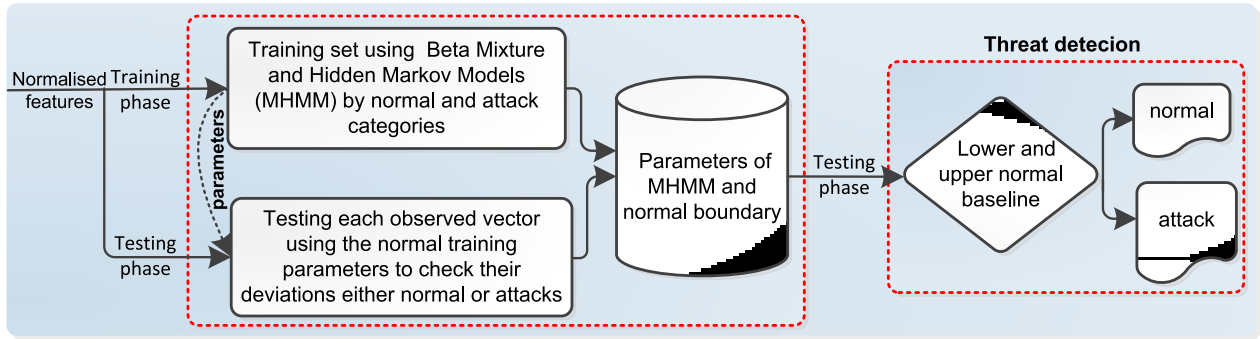 Normalised
features
Training
phase
Training set using Beta Mixture
and Hidden Markov Models
(MHMM) by normal and attack
categories
parameters
Testing
phase
Testing each observed vector
using the normal training
parameters to check their
deviations either normal or attacks
Parameters of
MHMM and
normal boundary
Testing
phase
Threat detecion
Lower and
upper normal
baseline
normal
attack